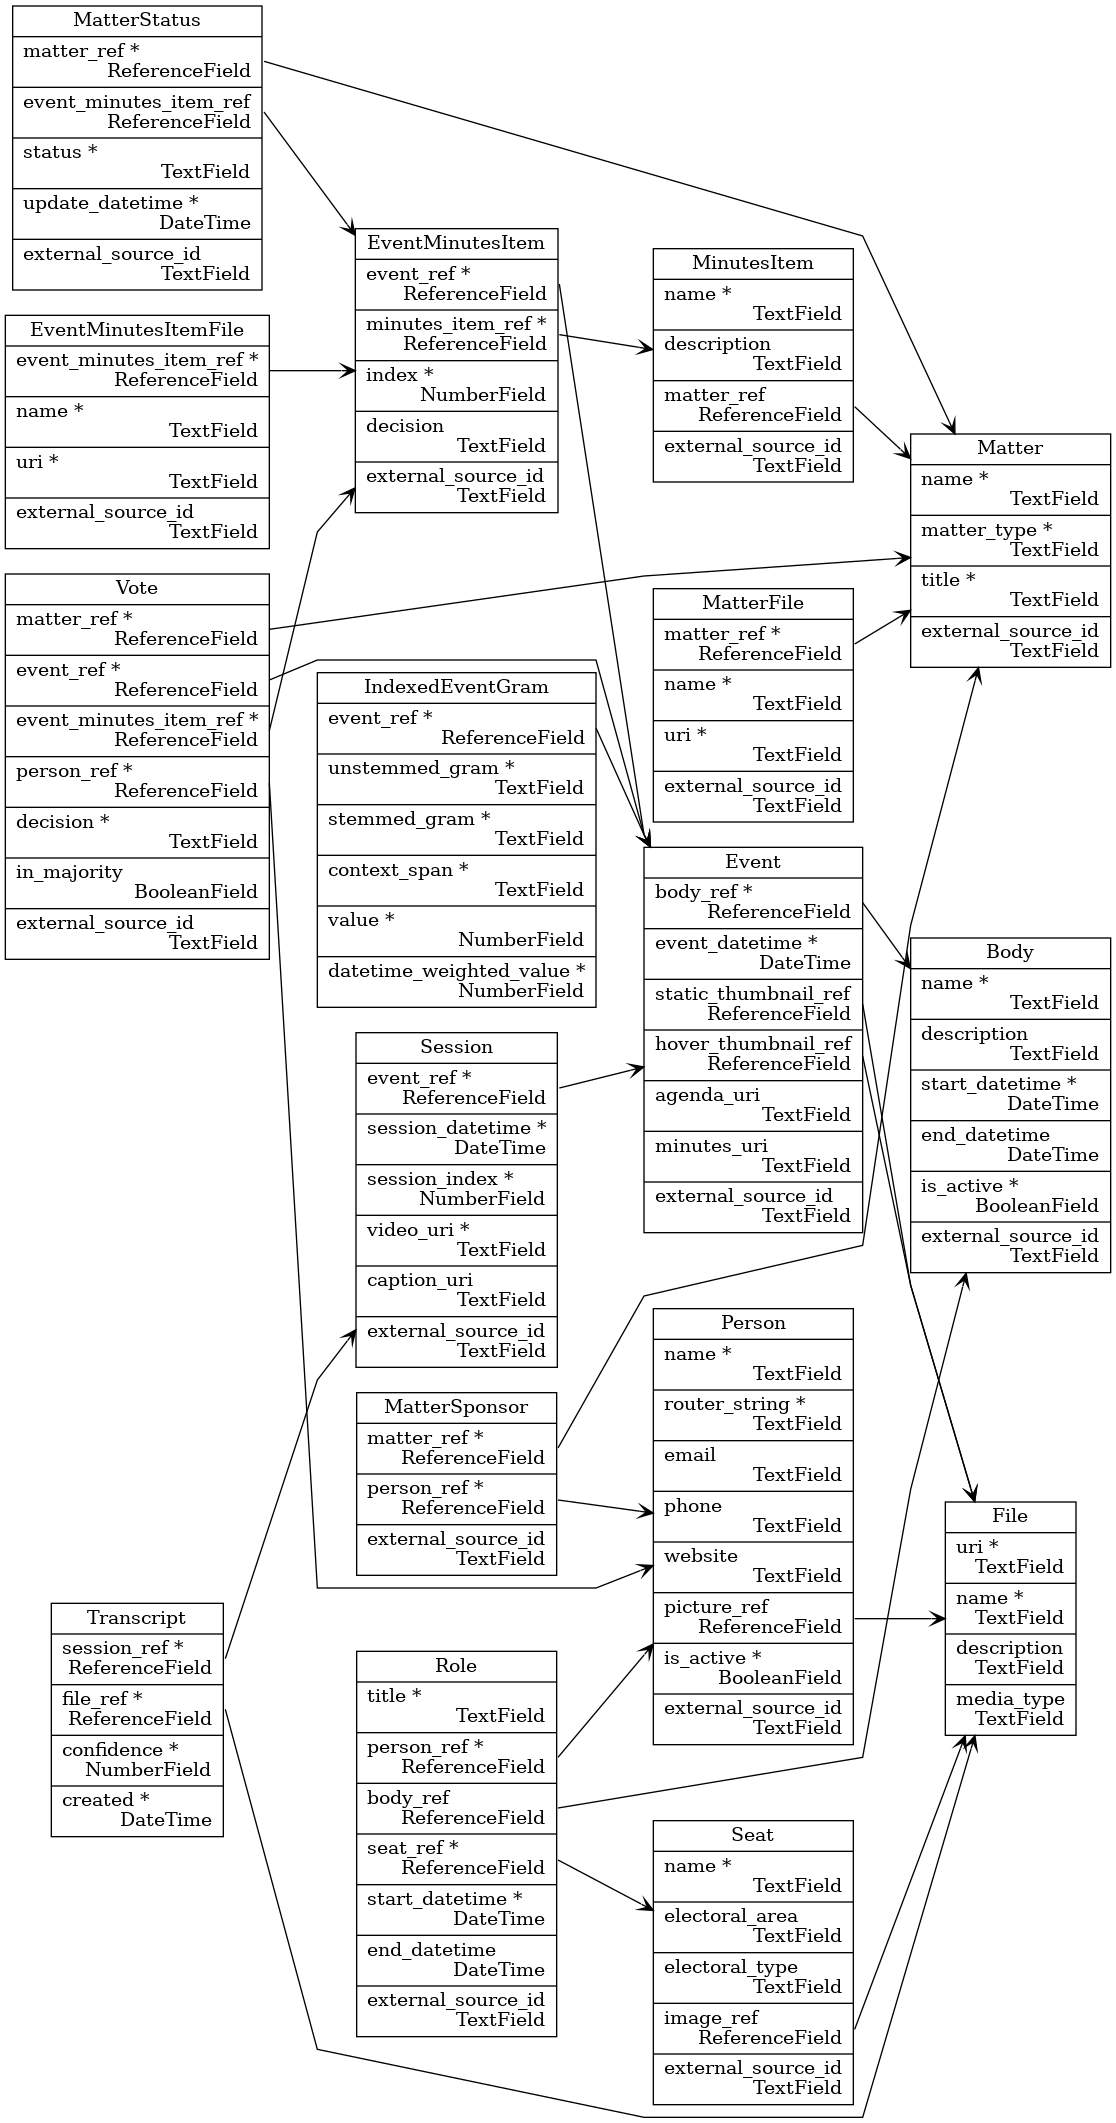 MatterStatus
matter_ref *
ReferenceField
event_minutes_item_ref
ReferenceField
status *
TextField
update_datetime *
DateTime
external_source_id
TextField
EventMinutesItemFile
event_minutes_item_ref *
ReferenceField
name *
TextField
uri *
TextField
external_source_id
TextField
Vote
matter_ref *
ReferenceField
event_ref *
ReferenceField
event_minutes_item_ref *
ReferenceField
person_ref *
ReferenceField
decision *
TextField
in_majority
BooleanField
external_source_id
TextField
Transcript
session_ref *
ReferenceField
file_ref *
ReferenceField
confidence *
NumberField
created *
DateTime
EventMinutesItem
event_ref *
ReferenceField
minutes_item_ref *
ReferenceField
index *
NumberField
decision
TextField
external_source_id
TextField
IndexedEventGram
event_ref *
ReferenceField
unstemmed_gram *
TextField
stemmed_gram *
TextField
context_span *
TextField
value *
NumberField
datetime_weighted_value *
NumberField
Session
event_ref *
ReferenceField
session_datetime *
DateTime
session_index *
NumberField
video_uri *
TextField
caption_uri
TextField
external_source_id
TextField
MatterSponsor
matter_ref *
ReferenceField
person_ref *
ReferenceField
external_source_id
TextField
Role
title *
TextField
person_ref *
ReferenceField
body_ref
ReferenceField
seat_ref *
ReferenceField
start_datetime *
DateTime
end_datetime
DateTime
external_source_id
TextField
MinutesItem
name *
TextField
description
TextField
matter_ref
ReferenceField
external_source_id
TextField
MatterFile
matter_ref *
ReferenceField
name *
TextField
uri *
TextField
external_source_id
TextField
Event
body_ref *
ReferenceField
event_datetime *
DateTime
static_thumbnail_ref
ReferenceField
hover_thumbnail_ref
ReferenceField
agenda_uri
TextField
minutes_uri
TextField
external_source_id
TextField
Person
name *
TextField
router_string *
TextField
email
TextField
phone
TextField
website
TextField
picture_ref
ReferenceField
is_active *
BooleanField
external_source_id
TextField
Seat
name *
TextField
electoral_area
TextField
electoral_type
TextField
image_ref
ReferenceField
external_source_id
TextField
Matter
name *
TextField
matter_type *
TextField
title *
TextField
external_source_id
TextField
Body
name *
TextField
description
TextField
start_datetime *
DateTime
end_datetime
DateTime
is_active *
BooleanField
external_source_id
TextField
File
uri *
TextField
name *
TextField
description
TextField
media_type
TextField